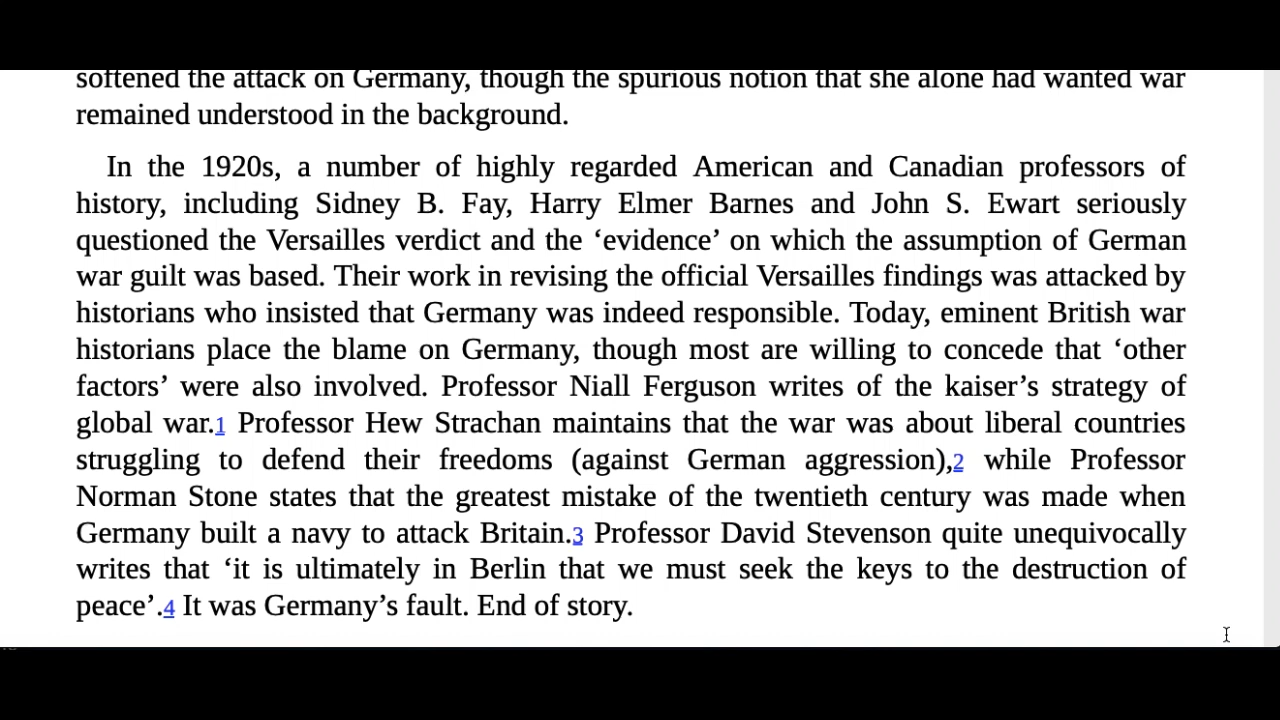 softened the attack on Germany, though the spurious notion that she alone had wanted war
remained understood in the background.
In the 1920s, a number of highly regarded American and Canadian professors of
history, including Sidney B. Fay, Harry Elmer Barnes and John S. Ewart seriously
questioned the Versailles verdict and the ‘evidence’ on which the assumption of German
war guilt was based. Their work in revising the official Versailles findings was attacked by
historians who insisted that Germany was indeed responsible. Today, eminent British war
historians place the blame on Germany, though most are willing to concede that ‘other
factors’ were also involved. Professor Niall Ferguson writes of the kaiser’s strategy of
global war.1 Professor Hew Strachan maintains that the war was about liberal countries
struggling to defend their freedoms (against German aggression),2 while Professor
Norman Stone states that the greatest mistake of the twentieth century was made when
Germany built a navy to attack Britain.3 Professor David Stevenson quite unequivocally
writes that ‘it is ultimately in Berlin that we must seek the keys to the destruction of
peace’.4 It was Germany’s fault. End of story.